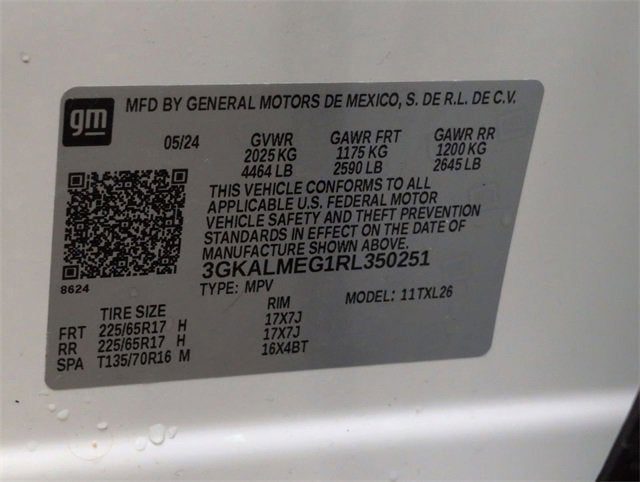 gm
MFD BY GENERAL MOTORS DE MEXICO, S. DE R.L. DE C.V.
05/24 GVWR GAWR FRT GAWR RR
2025 KG 1175 KG 1200 KG
4464 LB 2590 LB 2645 LB
THIS VEHICLE CONFORMS TO ALL
APPLICABLE U.S. FEDERAL MOTOR
VEHICLE SAFETY AND THEFT PREVENTION
STANDARDS IN EFFECT ON THE DATE OF
MANUFACTURE SHOWN ABOVE.
3GKALMEG1RL350251
8624
TYPE: MPV MODEL: 11TXL26
TIRE SIZE RIM
FRT 225/65R17 H 17X7J
RR 225/65R17 H 17X7J
SPA T135/70R16 M 16X4BT